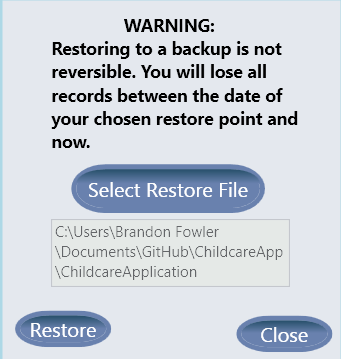 WARNING:
Restoring to a backup is not
reversible. You will lose all
records between the date of
your chosen restore point and
now.
Select Restore File
C:\Users\Brandon Fowler
\Documents\GitHub\ChildcareApp
\ChildcareApplication
Restore
Close